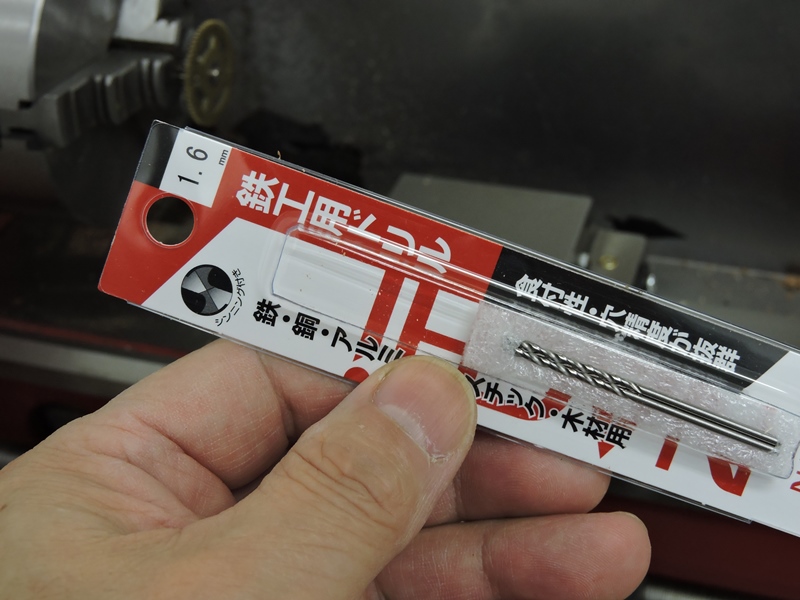 1.6 mm
鉄工用ドリル
シンニング付き
食付性・穴精度が抜群
鉄・銅・アルミ
スチック・木材用